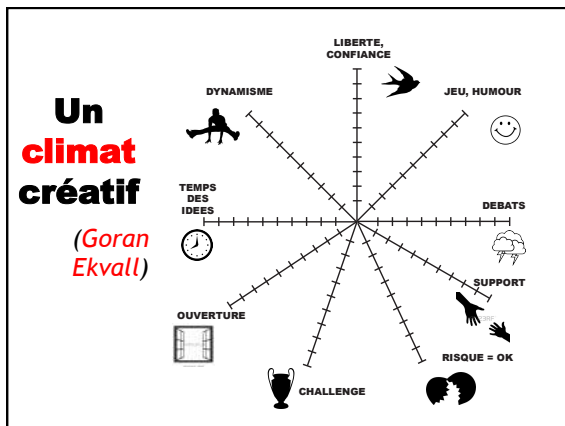 Un
climat
créatif
(Goran
Ekvall)
LIBERTE,
CONFIANCE
JEU, HUMOUR
DEBATS
SUPPORT
RISQUE = OK
CHALLENGE
OUVERTURE
TEMPS
DES
IDEES
DYNAMISME